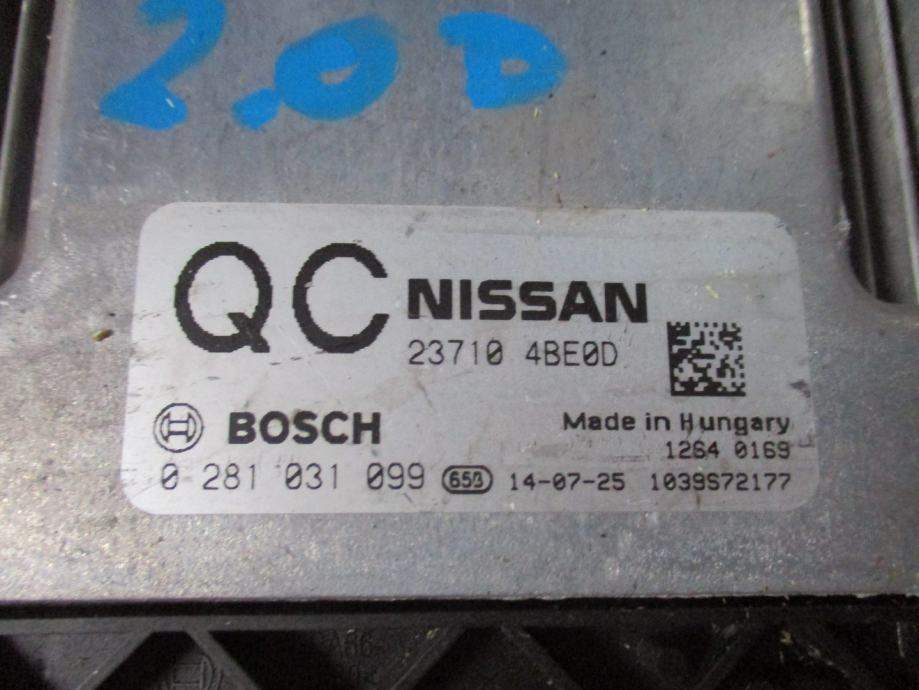 2.0D
QC NISSAN
23710 4BE0D
BOSCH
Made in Hungary
1264 0169
0 281 031 099 65β 14-07-25 1039S72177